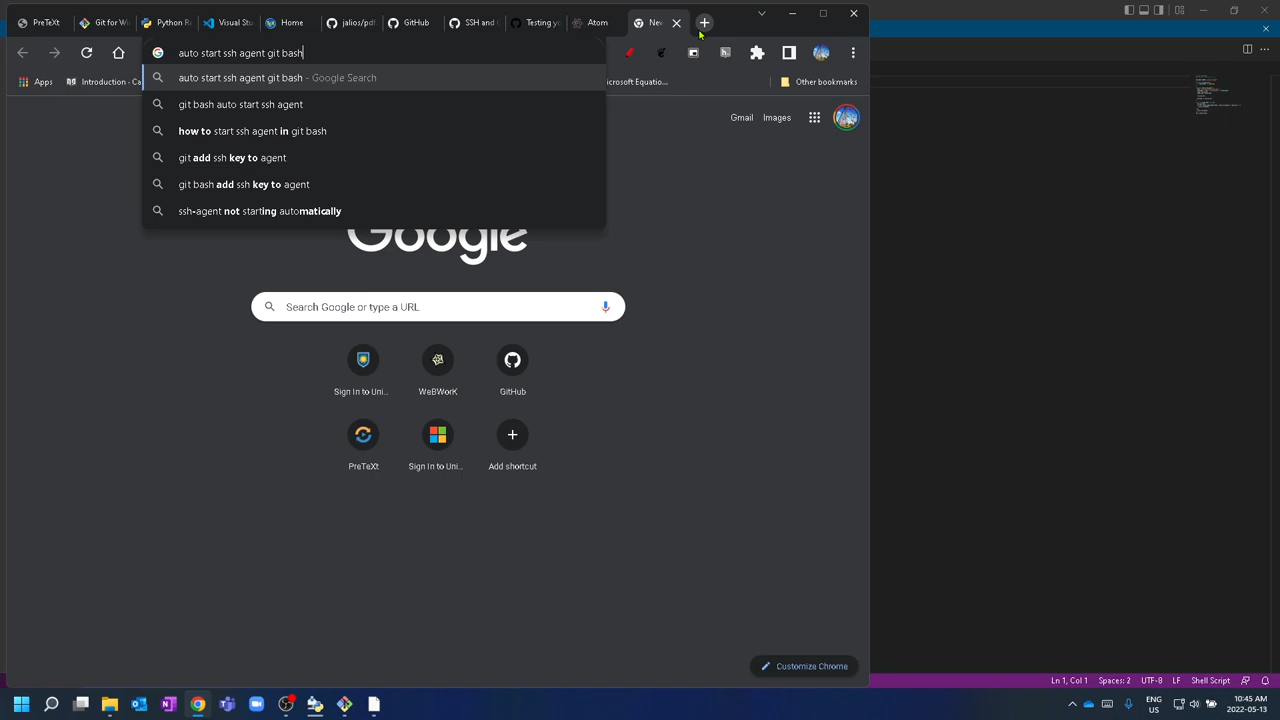 PreTeXt
Git for Wi
Python R
Visual Stu
Home
jalios/pdf
GitHub
SSH and
Testing yo
Atom
Nev
auto start ssh agent git bash
Apps
Introduction - Ca
icrosoft Equatio...
Other bookmarks
auto start ssh agent git bash - Google Search
git bash auto start ssh agent
how to start ssh agent in git bash
git add ssh key to agent
git bash add ssh key to agent
ssh-agent not starting automatically
Gmail
Images
Google
Search Google or type a URL
Sign In to Uni...
WeBWorK
GitHub
PreTeXt
Sign In to Uni...
Add shortcut
Customize Chrome
Ln 1, Col 1
Spaces: 2
UTF-8
LF
Shell Script
ENG
US
10:45 AM
2022-05-13